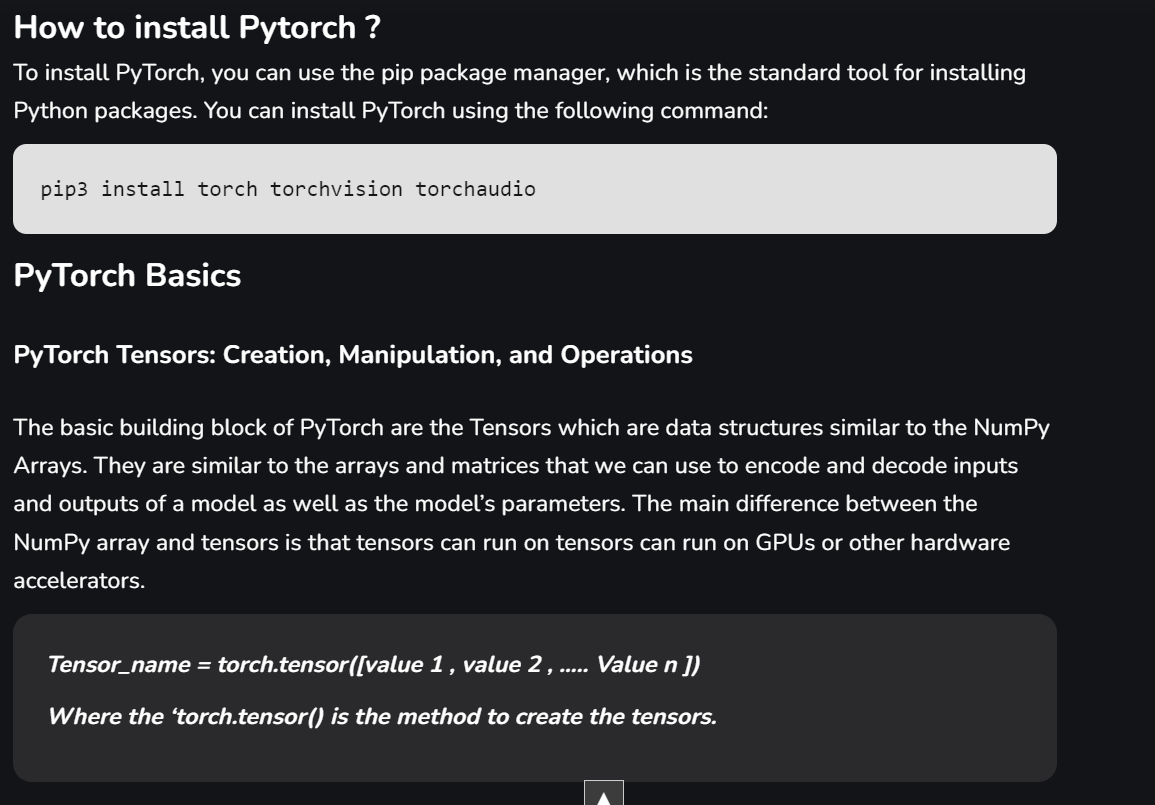 How to install Pytorch ?
To install PyTorch, you can use the pip package manager, which is the standard tool for installing
Python packages. You can install PyTorch using the following command:
pip3 install torch torchvision torchaudio
PyTorch Basics
PyTorch Tensors: Creation, Manipulation, and Operations
The basic building block of PyTorch are the Tensors which are data structures similar to the NumPy
Arrays. They are similar to the arrays and matrices that we can use to encode and decode inputs
and outputs of a model as well as the model’s parameters. The main difference between the
NumPy array and tensors is that tensors can run on tensors can run on GPUs or other hardware
accelerators.
Tensor_name = torch.tensor([value 1 , value 2 , ..... Value n ])
Where the ‘torch.tensor() is the method to create the tensors.